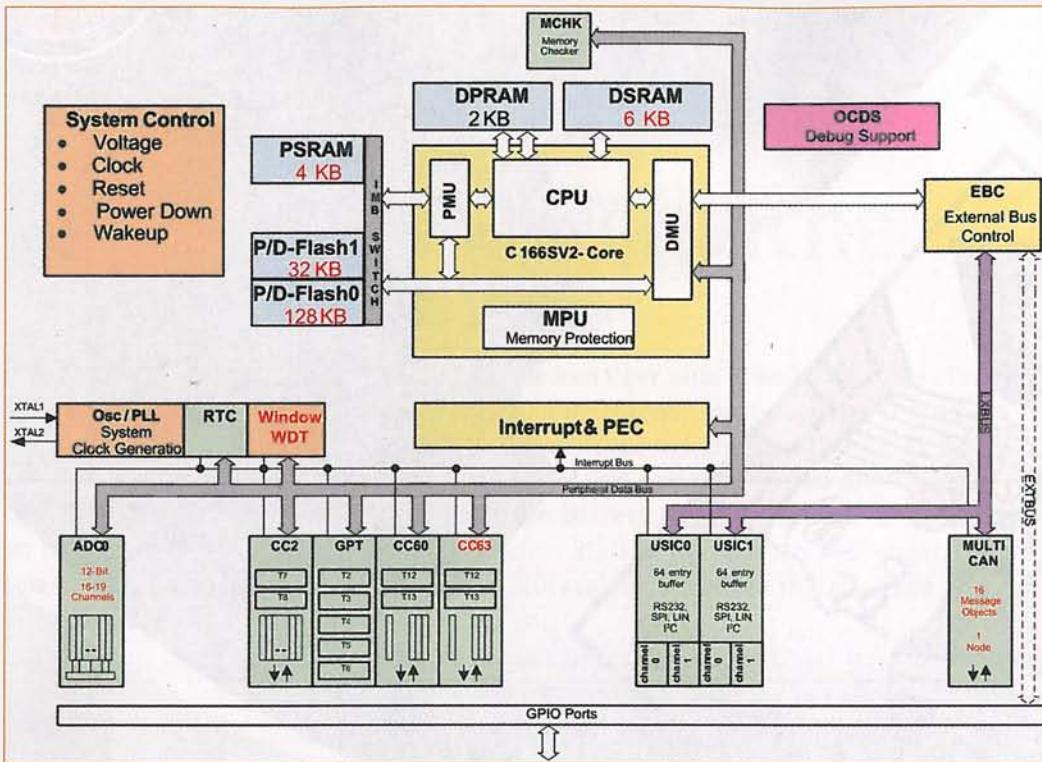 MCHK
Memory
Checker
DPRAM
2 KB
DSRAM
6 KB
OCDS
Debug Support
System Control
• Voltage
• Clock
• Reset
• Power Down
• Wakeup
PSRAM
4 KB
P/D-Flash1
32 KB
P/D-Flash0
128 KB
IMB SWITCH
PMU
CPU
C166SV2-Core
DMU
MPU
Memory Protection
EBC
External Bus
Control
XTAL1
XTAL2
Osc / PLL
System
Clock Generatio
RTC
Window
WDT
Interrupt & PEC
Interrupt Bus
Peripheral Data Bus
LXBUS
EXTBUS
ADC0
12-Bit
16-19
Channels
CC2
T7
T8
GPT
T2
T3
T4
T5
T6
CC60
T12
T13
CC63
T12
T13
USIC0
64 entry
buffer
RS232,
SPI, LIN,
I²C
channel 0
channel 1
USIC1
64 entry
buffer
RS232,
SPI, LIN,
I²C
channel 0
channel 1
MULTI
CAN
16
Message
Objects
1
Node
GPIO Ports